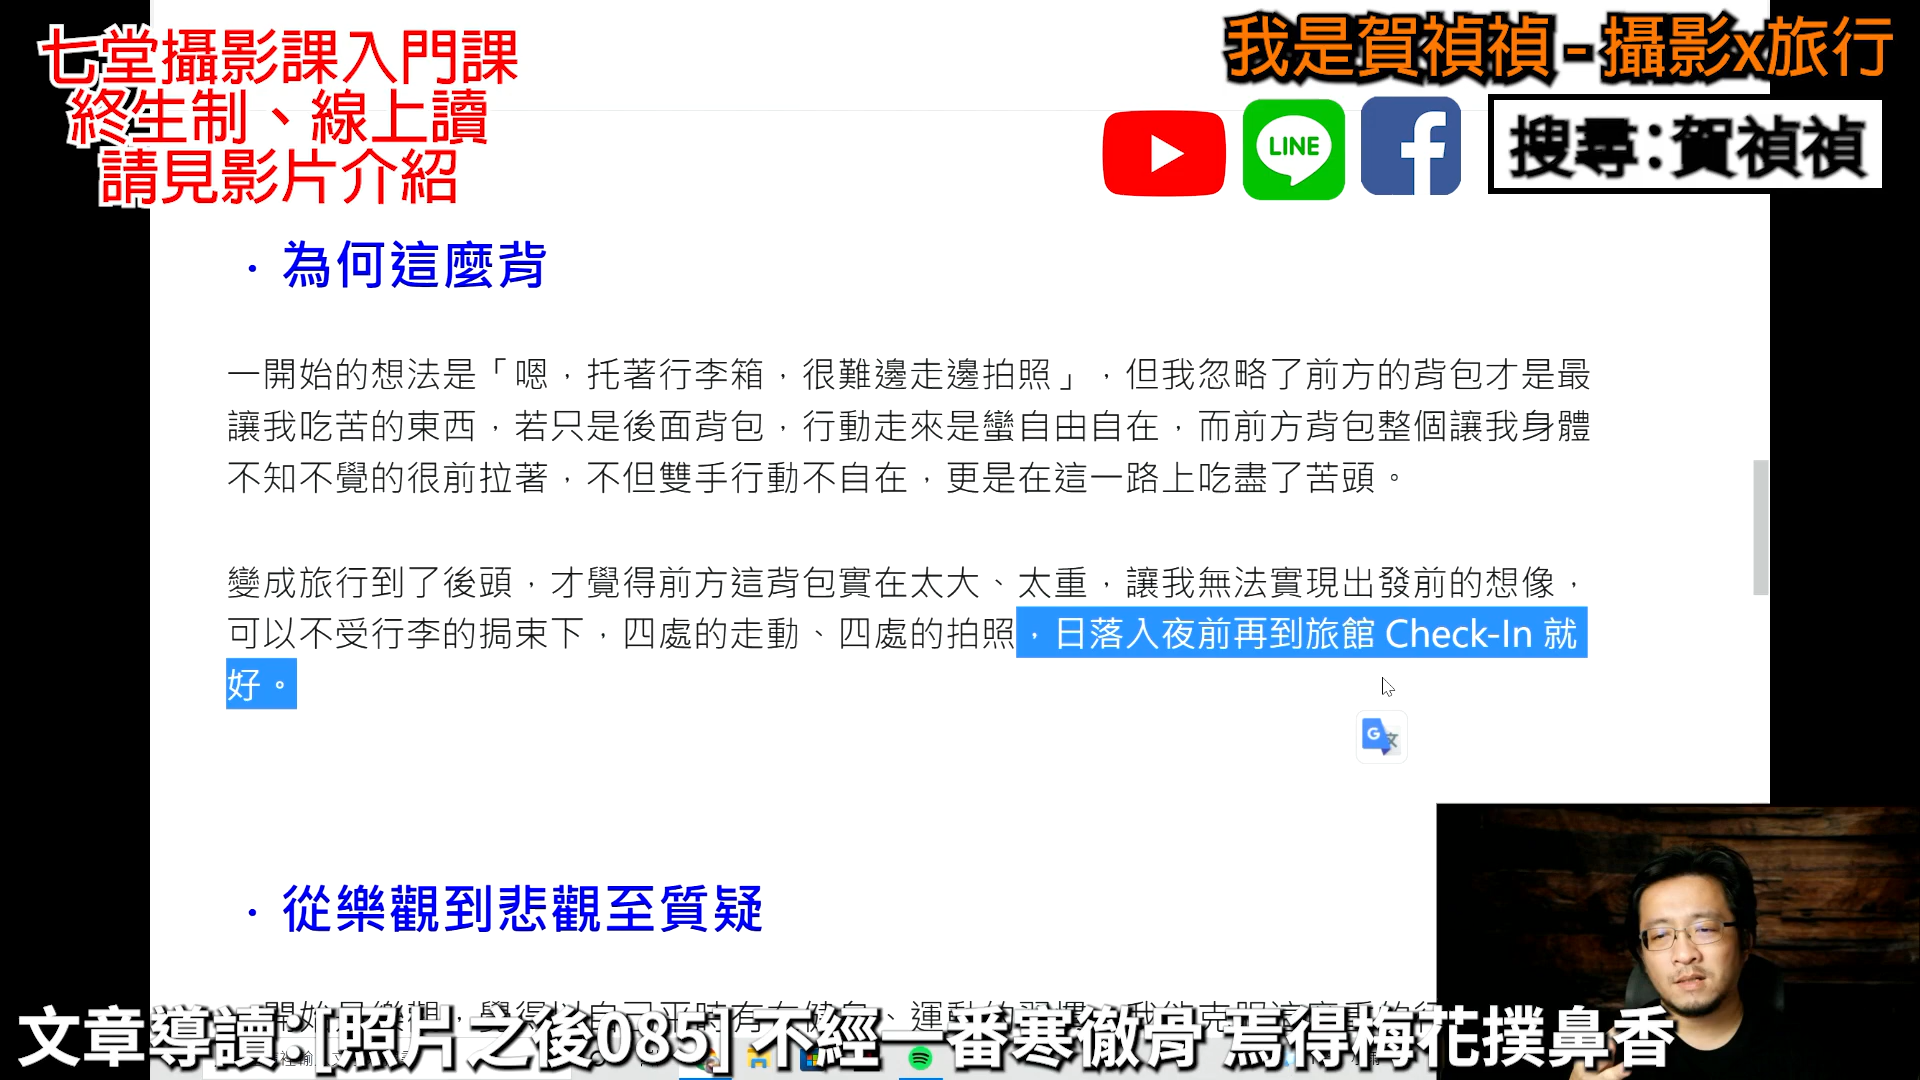 七堂攝影課入門課
終生制、線上讀
請見影片介紹
我是賀禎禎-攝影x旅行
LINE
搜尋:賀禎禎
· 為何這麼背
一開始的想法是「嗯，托著行李箱，很難邊走邊拍照」，但我忽略了前方的背包才是最
讓我吃苦的東西，若只是後面背包，行動走來是蠻自由自在，而前方背包整個讓我身體
不知不覺的很前拉著，不但雙手行動不自在，更是在這一路上吃盡了苦頭。
變成旅行到了後頭，才覺得前方這背包實在太大、太重，讓我無法實現出發前的想像，
可以不受行李的挶束下，四處的走動、四處的拍照，日落入夜前再到旅館 Check-In 就
好。
· 從樂觀到悲觀至質疑
文章導讀:[照片之後085] 不經一番寒徹骨 焉得梅花撲鼻香